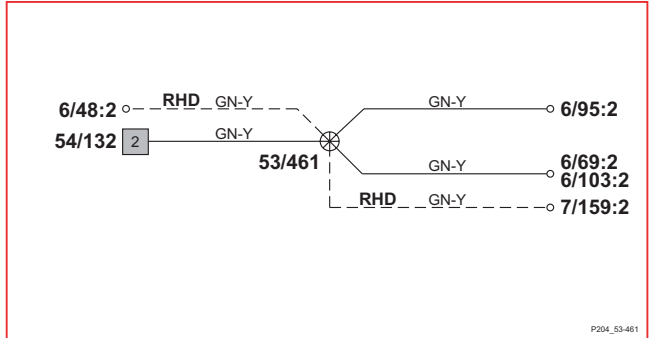 6/48:2 RHD GN-Y GN-Y 6/95:2
54/132 2 GN-Y
53/461 GN-Y 6/69:2
6/103:2
RHD GN-Y 7/159:2
P204_53-461